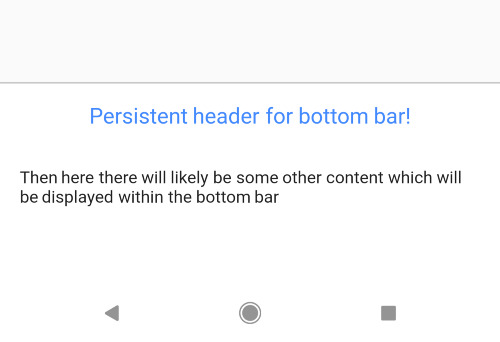 Persistent header for bottom bar!
Then here there will likely be some other content which will
be displayed within the bottom bar